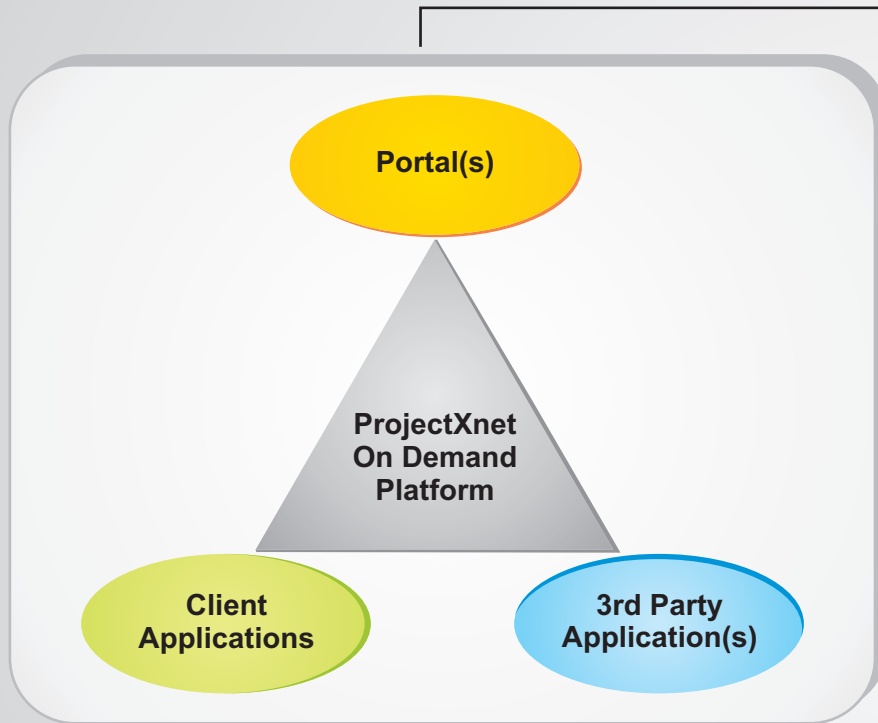 Portal(s)
ProjectXnet
On Demand
Platform
Client
Applications
3rd Party
Application(s)